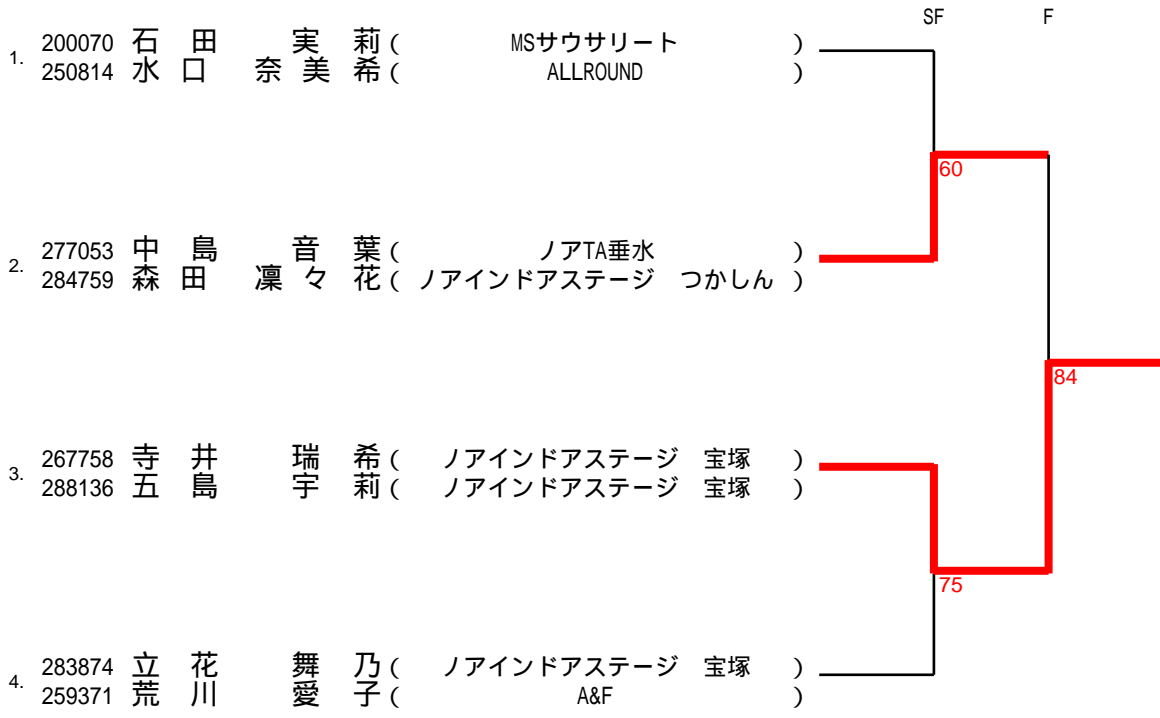 SF F
1. 200070 石田 実莉 ( MSサウサリート )
250814 水口 奈美希 ( ALLROUND )
60
2. 277053 中島 音葉 ( ノアTA垂水 )
284759 森田 凜々花 ( ノアインドアステージ つかしん )
84
3. 267758 寺井 瑞希 ( ノアインドアステージ 宝塚 )
288136 五島 宇莉 ( ノアインドアステージ 宝塚 )
75
4. 283874 立花 舞乃 ( ノアインドアステージ 宝塚 )
259371 荒川 愛子 ( A&F )